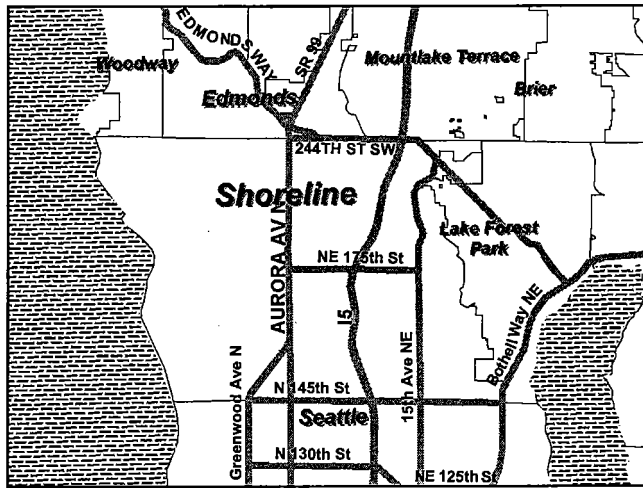 EDMONDS WAY
SR 99
Woodway
Mountlake Terrace
Brier
Edmonds
244TH ST SW
Shoreline
AURORA AV N
Lake Forest
Park
NE 175th St
I5
15th Ave NE
Bothell Way NE
Greenwood Ave N
N 145th St
Seattle
N 130th St
NE 125th St